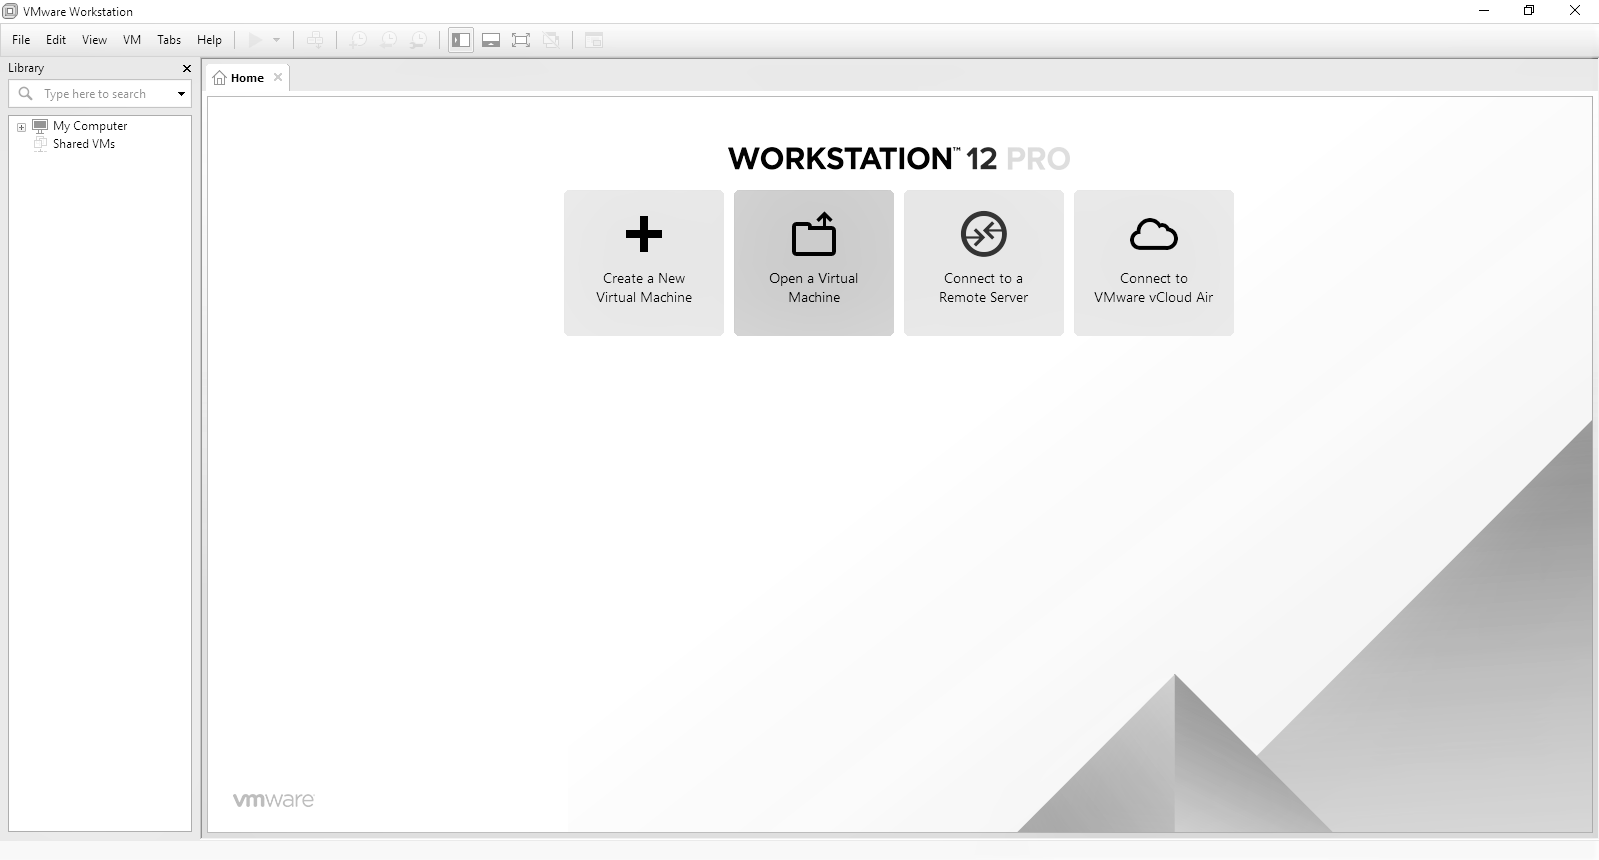 VMware Workstation
File Edit View VM Tabs Help
Library
Home
Type here to search
My Computer
Shared VMs
WORKSTATION™ 12 PRO
Create a New
Virtual Machine
Open a Virtual
Machine
Connect to a
Remote Server
Connect to
VMware vCloud Air
vmware